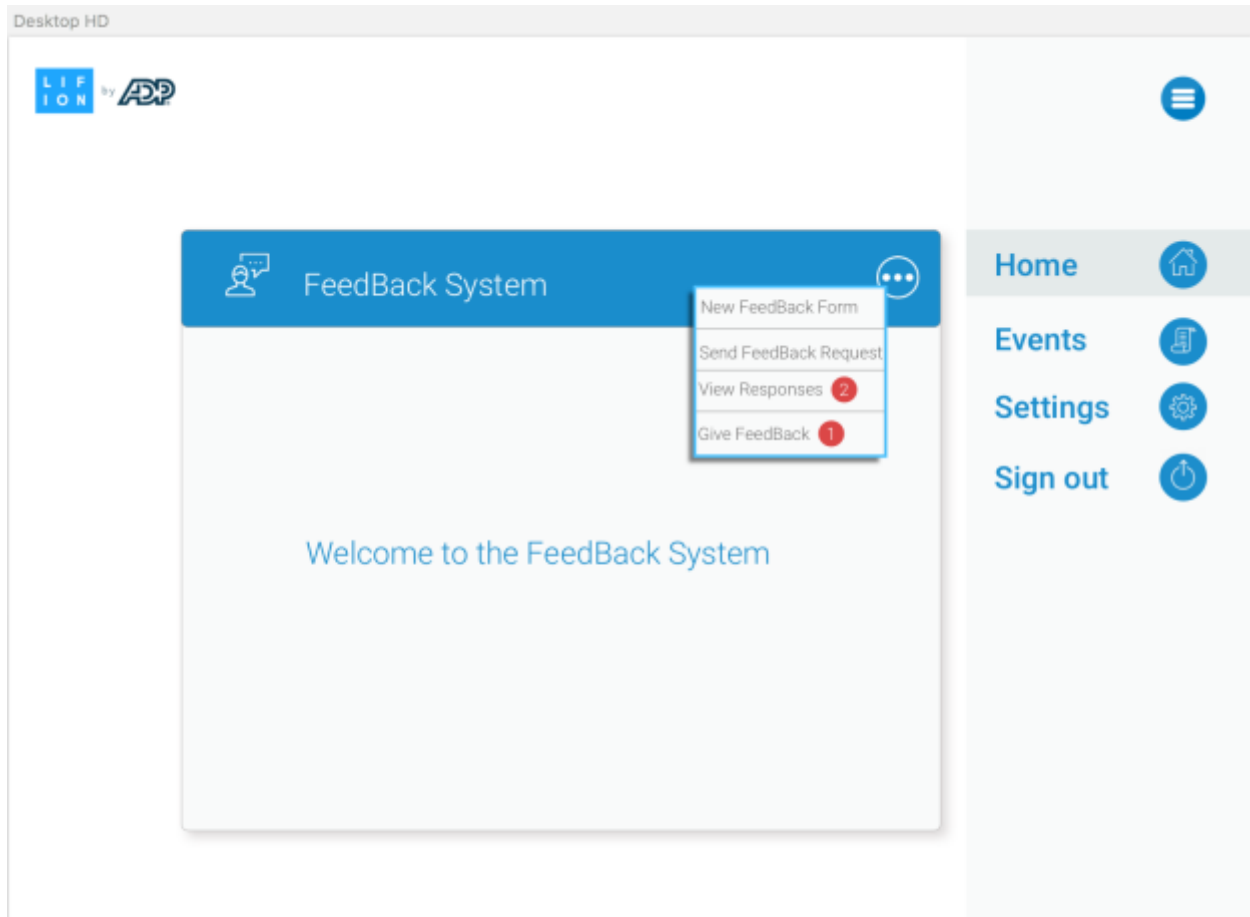 Desktop HD
LIF
ION by ADP
FeedBack System
New FeedBack Form
Send FeedBack Request
View Responses 2
Give FeedBack 1
Welcome to the FeedBack System
Home
Events
Settings
Sign out